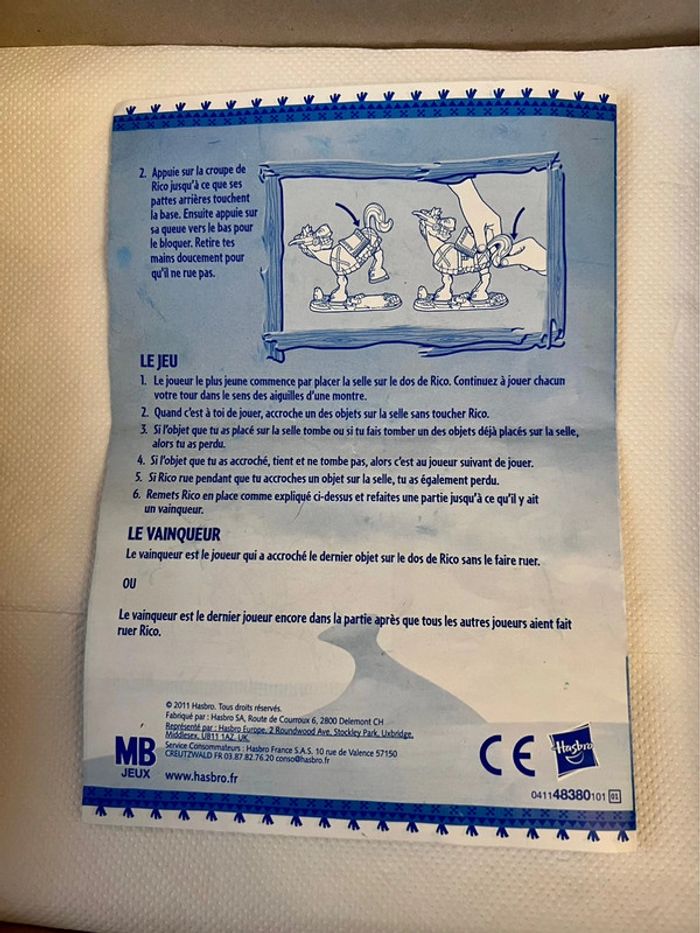 2. Appuie sur la croupe de
Rico jusqu'à ce que ses
pattes arrières touchent
la base. Ensuite appuie sur
sa queue vers le bas pour
le bloquer. Retire tes
mains doucement pour
qu'il ne rue pas.
LE JEU
1. Le joueur le plus jeune commence par placer la selle sur le dos de Rico. Continuez à jouer chacun
votre tour dans le sens des aiguilles d'une montre.
2. Quand c'est à toi de jouer, accroche un des objets sur la selle sans toucher Rico.
3. Si l'objet que tu as placé sur la selle tombe ou si tu fais tomber un des objets déjà placés sur la selle,
alors tu as perdu.
4. Si l'objet que tu as accroché, tient et ne tombe pas, alors c'est au joueur suivant de jouer.
5. Si Rico rue pendant que tu accroches un objet sur la selle, tu as également perdu.
6. Remets Rico en place comme expliqué ci-dessus et refaites une partie jusqu'à ce qu'il y ait
un vainqueur.
LE VAINQUEUR
Le vainqueur est le joueur qui a accroché le dernier objet sur le dos de Rico sans le faire ruer.
OU
Le vainqueur est le dernier joueur encore dans la partie après que tous les autres joueurs aient fait
ruer Rico.
© 2011 Hasbro. Tous droits réservés.
Fabriqué par : Hasbro SA, Route de Courroux 6, 2800 Delemont CH
Représenté par : Hasbro Europe, 2 Roundwood Ave, Stockley Park, Uxbridge,
Middlesex, UB11 1AZ, UK.
Service Consommateurs : Hasbro France S.A.S. 10 rue de Valence 57150
CREUTZWALD FR 03.87.82.76.20 conso@hasbro.fr
MB
JEUX
www.hasbro.fr
CE
Hasbro
041148380101 01